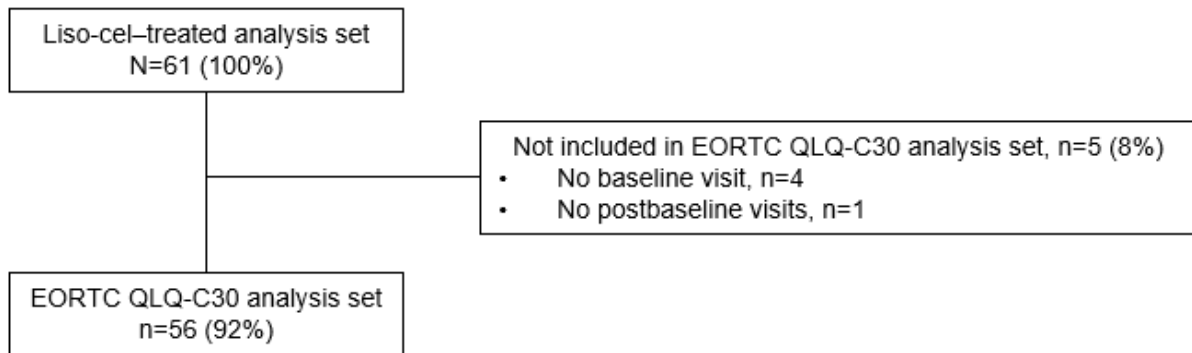 Liso-cel–treated analysis set
N=61 (100%)
Not included in EORTC QLQ-C30 analysis set, n=5 (8%)
• No baseline visit, n=4
• No postbaseline visits, n=1
EORTC QLQ-C30 analysis set
n=56 (92%)